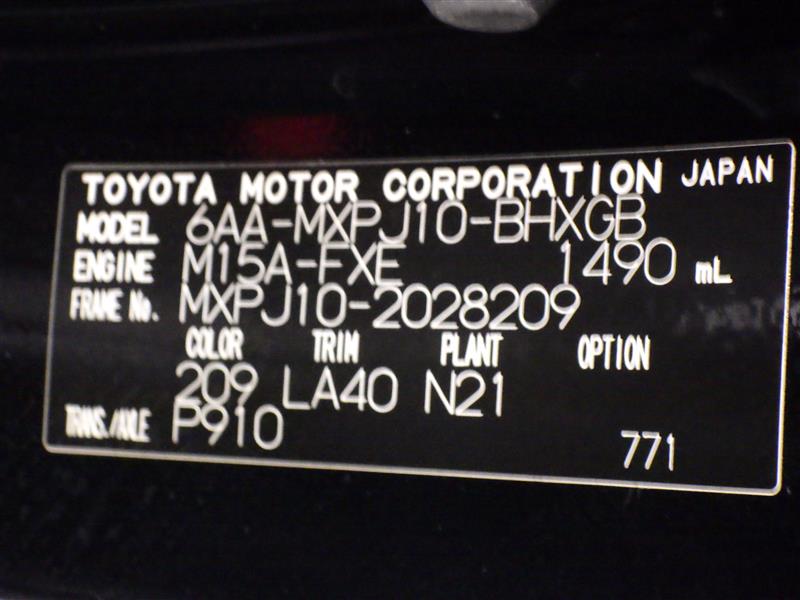 TOYOTA MOTOR CORPORATION JAPAN
MODEL 6AA-MXPJ10-BHXGB
ENGINE M15A-FXE 1490 mL
FRAME No. MXPJ10-2028209
COLOR TRIM PLANT OPTION
209 LA40 N21
TRANS./AXLE P910
771